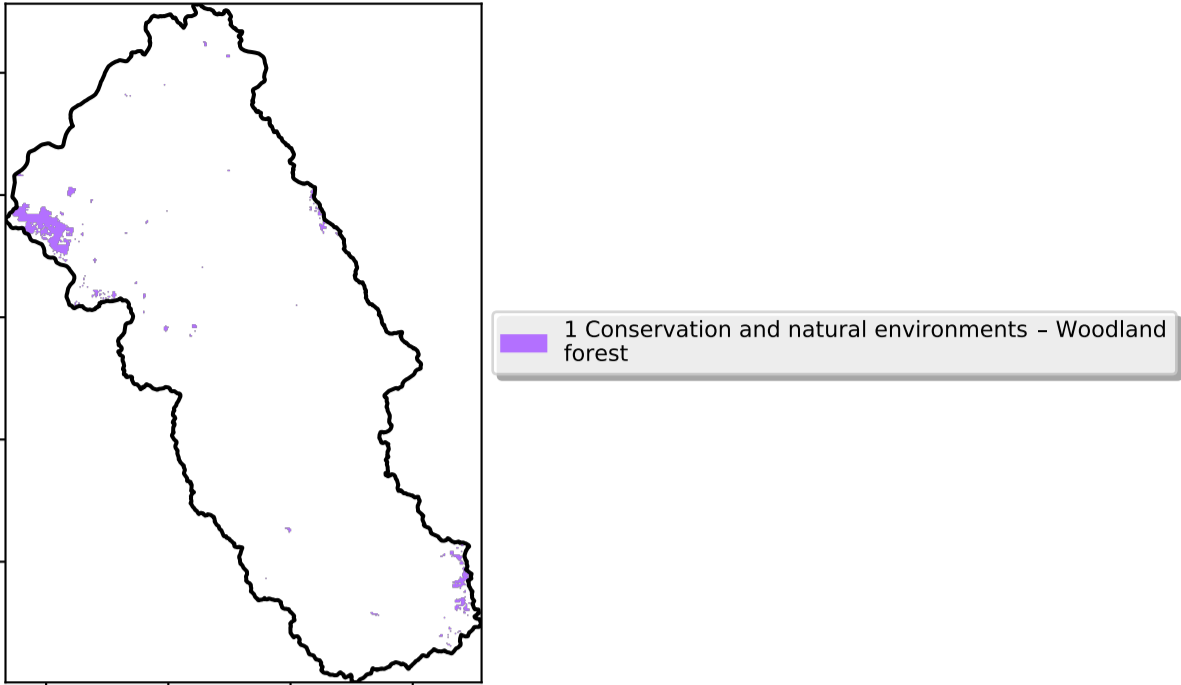 1 Conservation and natural environments – Woodland
forest